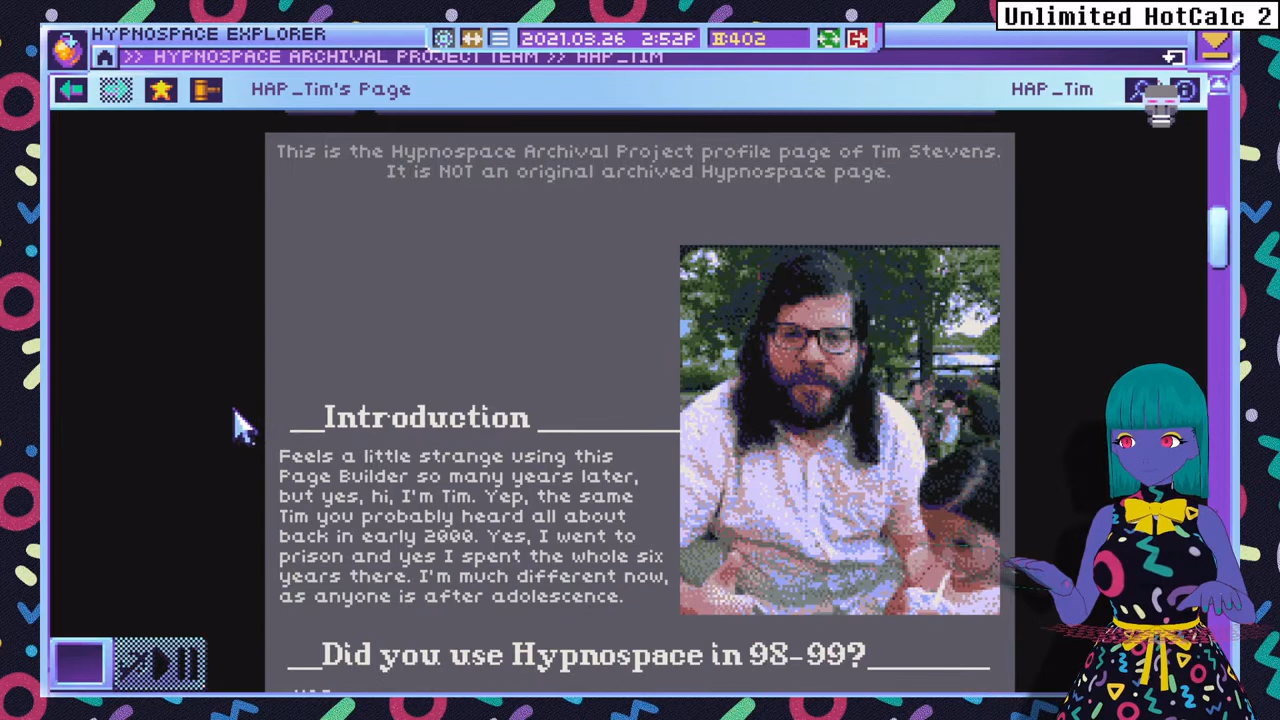 Unlimited HotCalc 2
HYPNOSPACE EXPLORER
2021.03.26 2:52P
402
>> HYPNOSPACE ARCHIVAL PROJECT TEAM >> HAP_TIM
HAP_Tim's Page
HAP_Tim
This is the Hypnospace Archival Project profile page of Tim Stevens.
It is NOT an original archived Hypnospace page.
__Introduction
Feels a little strange using this
Page Builder so many years later,
but yes, hi, I'm Tim. Yep, the same
Tim you probably heard all about
back in early 2000. Yes, I went to
prison and yes I spent the whole six
years there. I'm much different now,
as anyone is after adolescence.
__Did you use Hypnospace in 98-99?